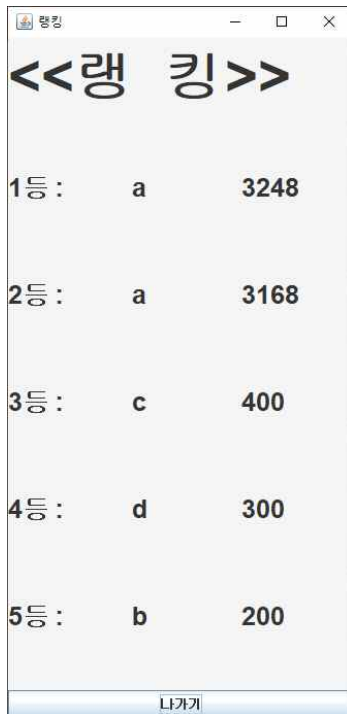 랭킹
<<랭 킹>>
1등 : a 3248
2등 : a 3168
3등 : c 400
4등 : d 300
5등 : b 200
나가기